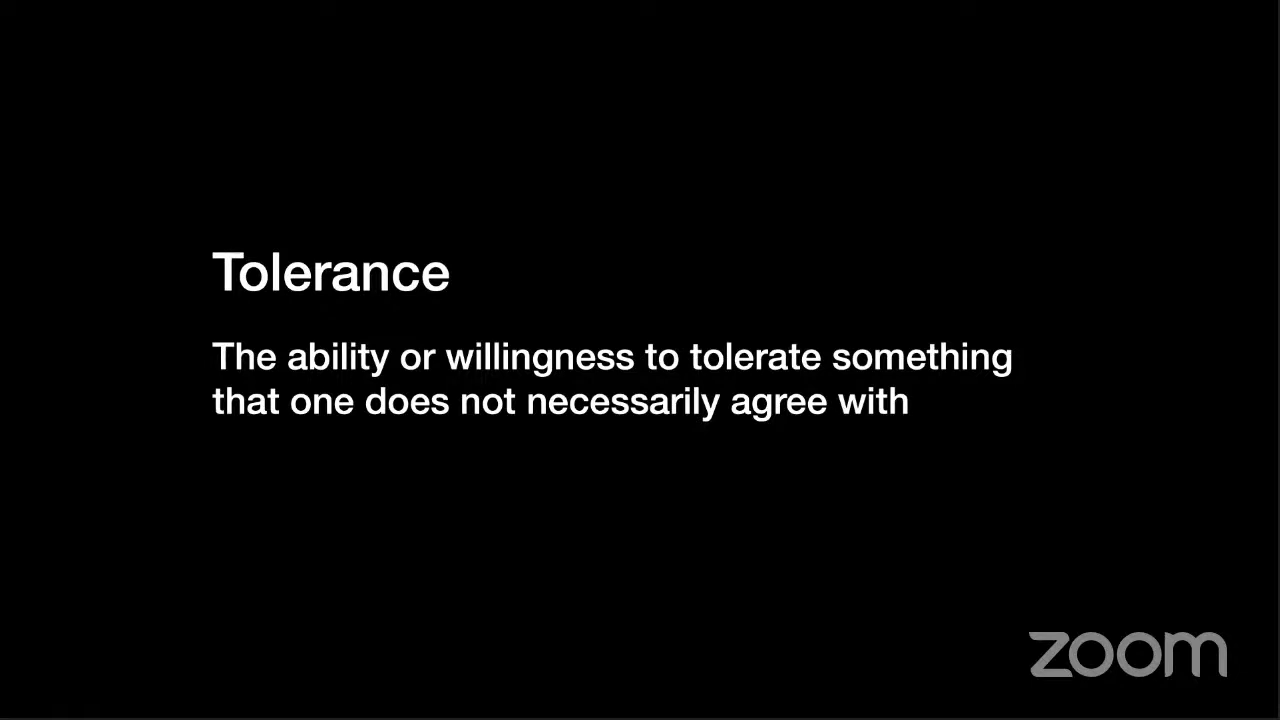 Tolerance
The ability or willingness to tolerate something
that one does not necessarily agree with
zoom